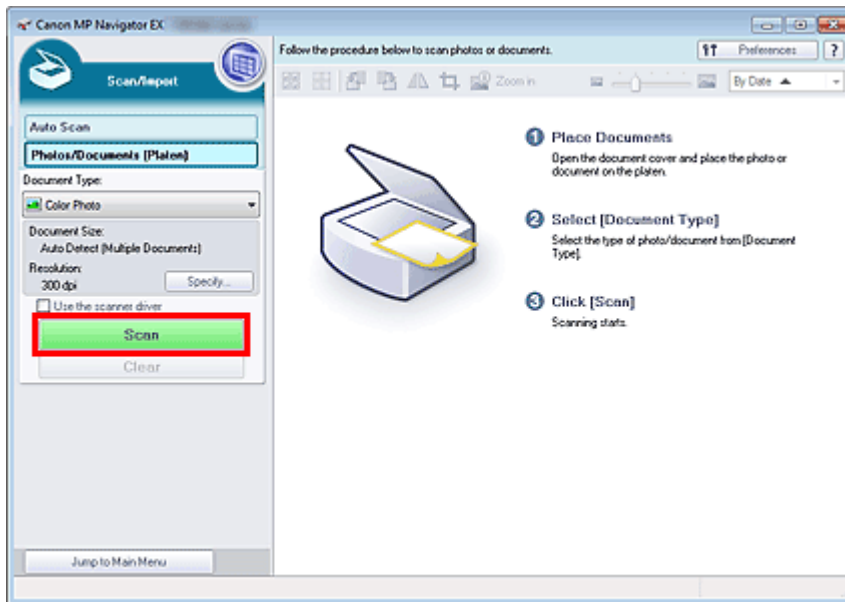 Canon MP Navigator EX
Scan/Import
Auto Scan
Photos/Documents (Platen)
Document Type:
Color Photo
Document Size:
Auto Detect (Multiple Documents)
Resolution:
300 dpi
Specify...
Use the scanner driver
Scan
Clear
Jump to Main Menu
Follow the procedure below to scan photos or documents.
Preferences
?
Zoom in
By Date
1 Place Documents
Open the document cover and place the photo or
document on the platen.
2 Select [Document Type]
Select the type of photo/document from [Document
Type].
3 Click [Scan]
Scanning starts.